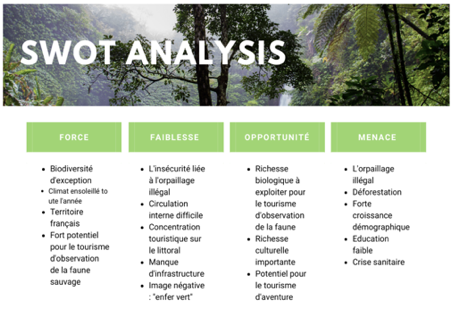 SWOT ANALYSIS
FORCE
• Biodiversité
d'exception
• Climat ensoleillé to
ute l'année
• Territoire
français
• Fort potentiel
pour le tourisme
d'observation
de la faune
sauvage
FAIBLESSE
• L'insécurité liée
à l'orpaillage
illégal
• Circulation
interne difficile
• Concentration
touristique sur
le littoral
• Manque
d'infrastructure
• Image négative
: "enfer vert"
OPPORTUNITÉ
• Richesse
biologique à
exploiter pour
le tourisme
d'observation
de la faune
• Richesse
culturelle
importante
• Potentiel pour
le tourisme
d'aventure
MENACE
• L'orpaillage
illégal
• Déforestation
• Forte
croissance
démographique
• Education
faible
• Crise sanitaire